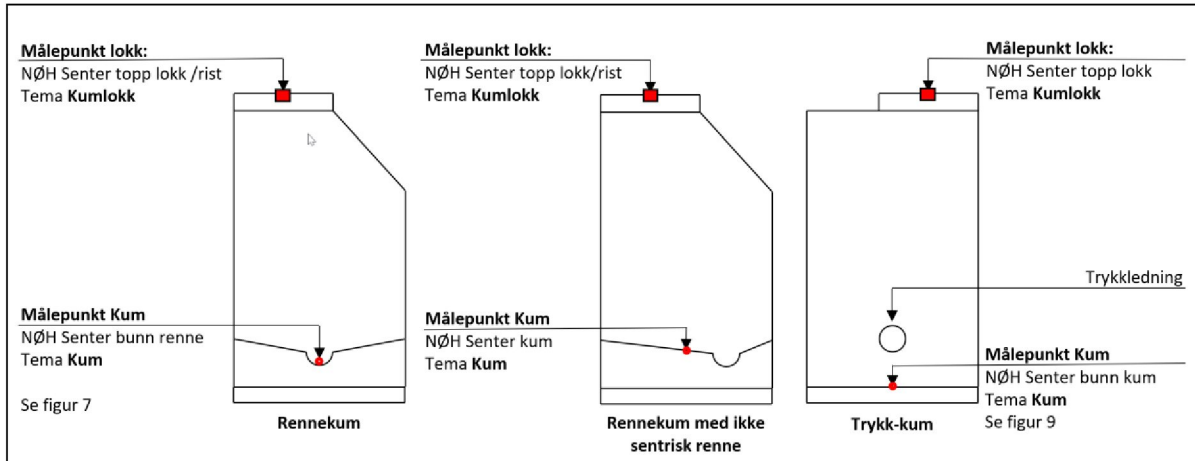 Målepunkt lokk:
NØH Senter topp lokk /rist
Tema Kumlokk
Målepunkt Kum
NØH Senter bunn renne
Tema Kum
Se figur 7
Rennekum
Målepunkt lokk:
NØH Senter topp lokk/rist
Tema Kumlokk
Målepunkt Kum
NØH Senter kum
Tema Kum
Rennekum med ikke
sentrisk renne
Målepunkt lokk:
NØH Senter topp lokk
Tema Kumlokk
Trykkledning
Målepunkt Kum
NØH Senter bunn kum
Tema Kum
Se figur 9
Trykk-kum